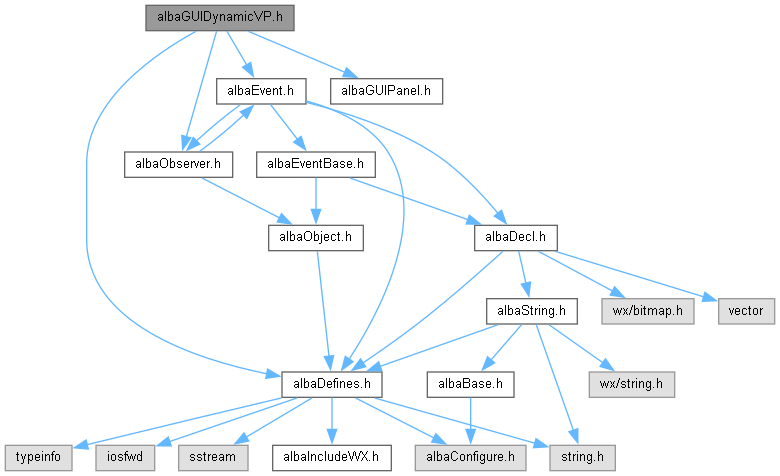 albaGUIDynamicVP.h
albaEvent.h
albaGUIPanel.h
albaObserver.h
albaEventBase.h
albaObject.h
albaDecl.h
albaString.h
wx/bitmap.h
vector
albaDefines.h
albaBase.h
wx/string.h
typeinfo
iosfwd
sstream
albaIncludeWX.h
albaConfigure.h
string.h